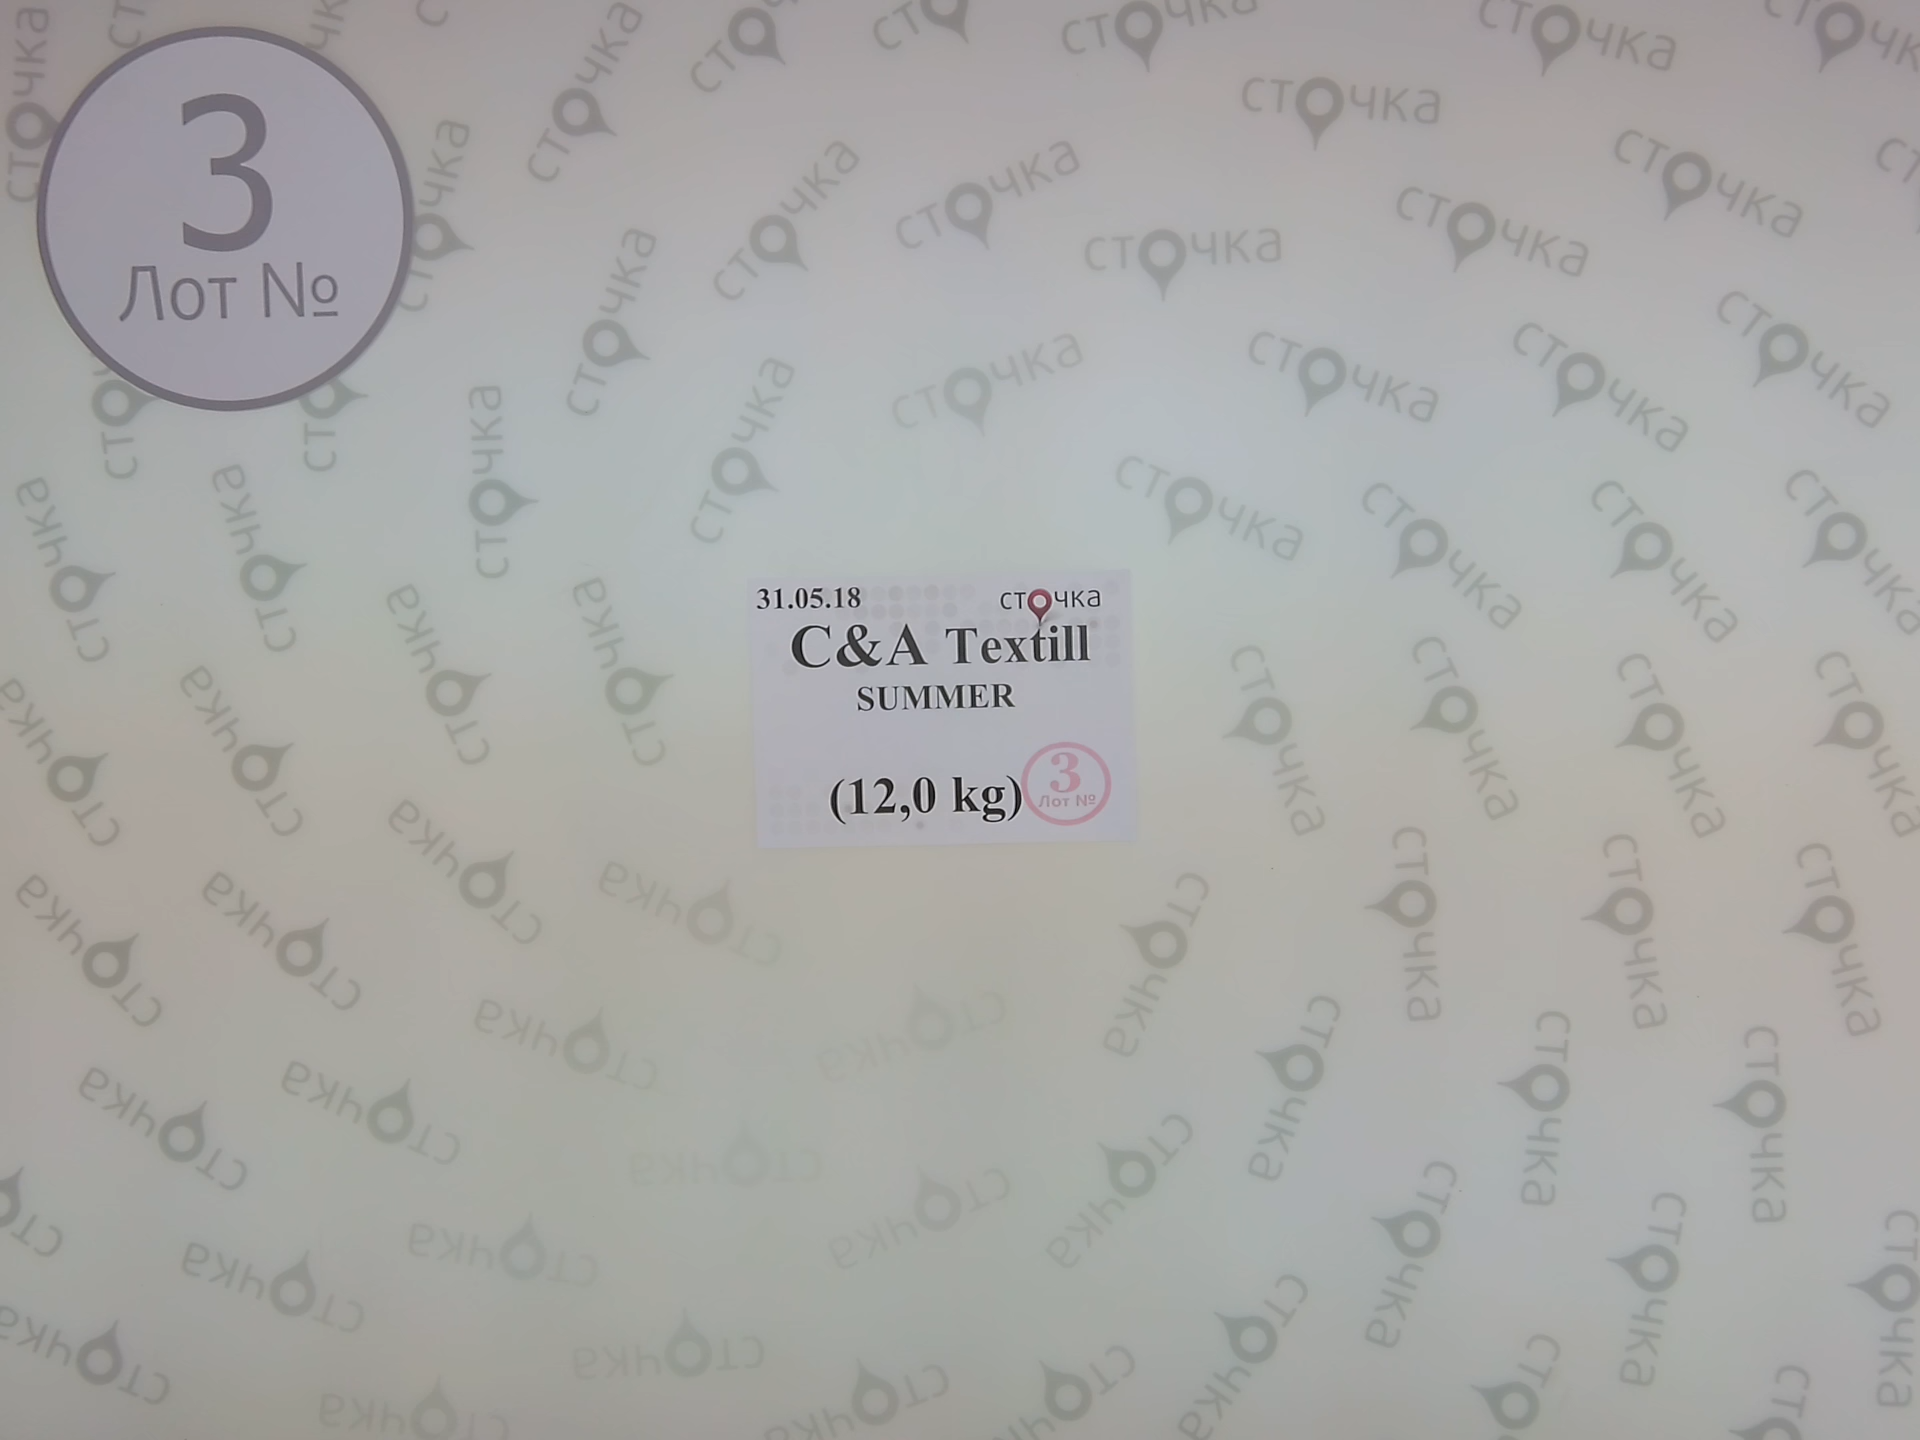 3
Лот №
31.05.18
сточка
C&A Textill
SUMMER
(12,0 kg)
3
Лот №